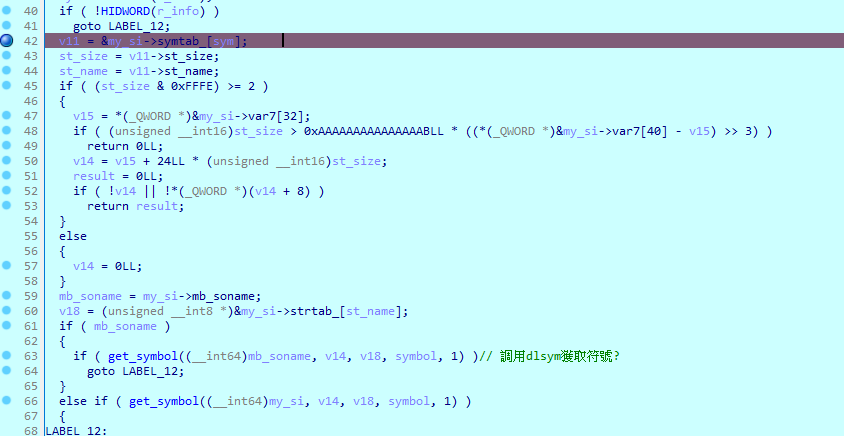 40 if ( !HIDWORD(r_info) )
41 goto LABEL_12;
42 v11 = &my_si->symtab_[sym];
43 st_size = v11->st_size;
44 st_name = v11->st_name;
45 if ( (st_size & 0xFFFE) >= 2 )
46 {
47 v15 = *(_QWORD *)&my_si->var7[32];
48 if ( (unsigned __int16)st_size > 0xAAAAAAAAAAAAAAABLL * ((*(_QWORD *)&my_si->var7[40] - v15) >> 3) )
49 return 0LL;
50 v14 = v15 + 24LL * (unsigned __int16)st_size;
51 result = 0LL;
52 if ( !v14 || !*(_QWORD *)(v14 + 8) )
53 return result;
54 }
55 else
56 {
57 v14 = 0LL;
58 }
59 mb_soname = my_si->mb_soname;
60 v18 = (unsigned __int8 *)&my_si->strtab_[st_name];
61 if ( mb_soname )
62 {
63 if ( get_symbol((__int64)mb_soname, v14, v18, symbol, 1) )// 調用dlsym獲取符號?
64 goto LABEL_12;
65 }
66 else if ( get_symbol((__int64)my_si, v14, v18, symbol, 1) )
67 {
68 LABEL_12: